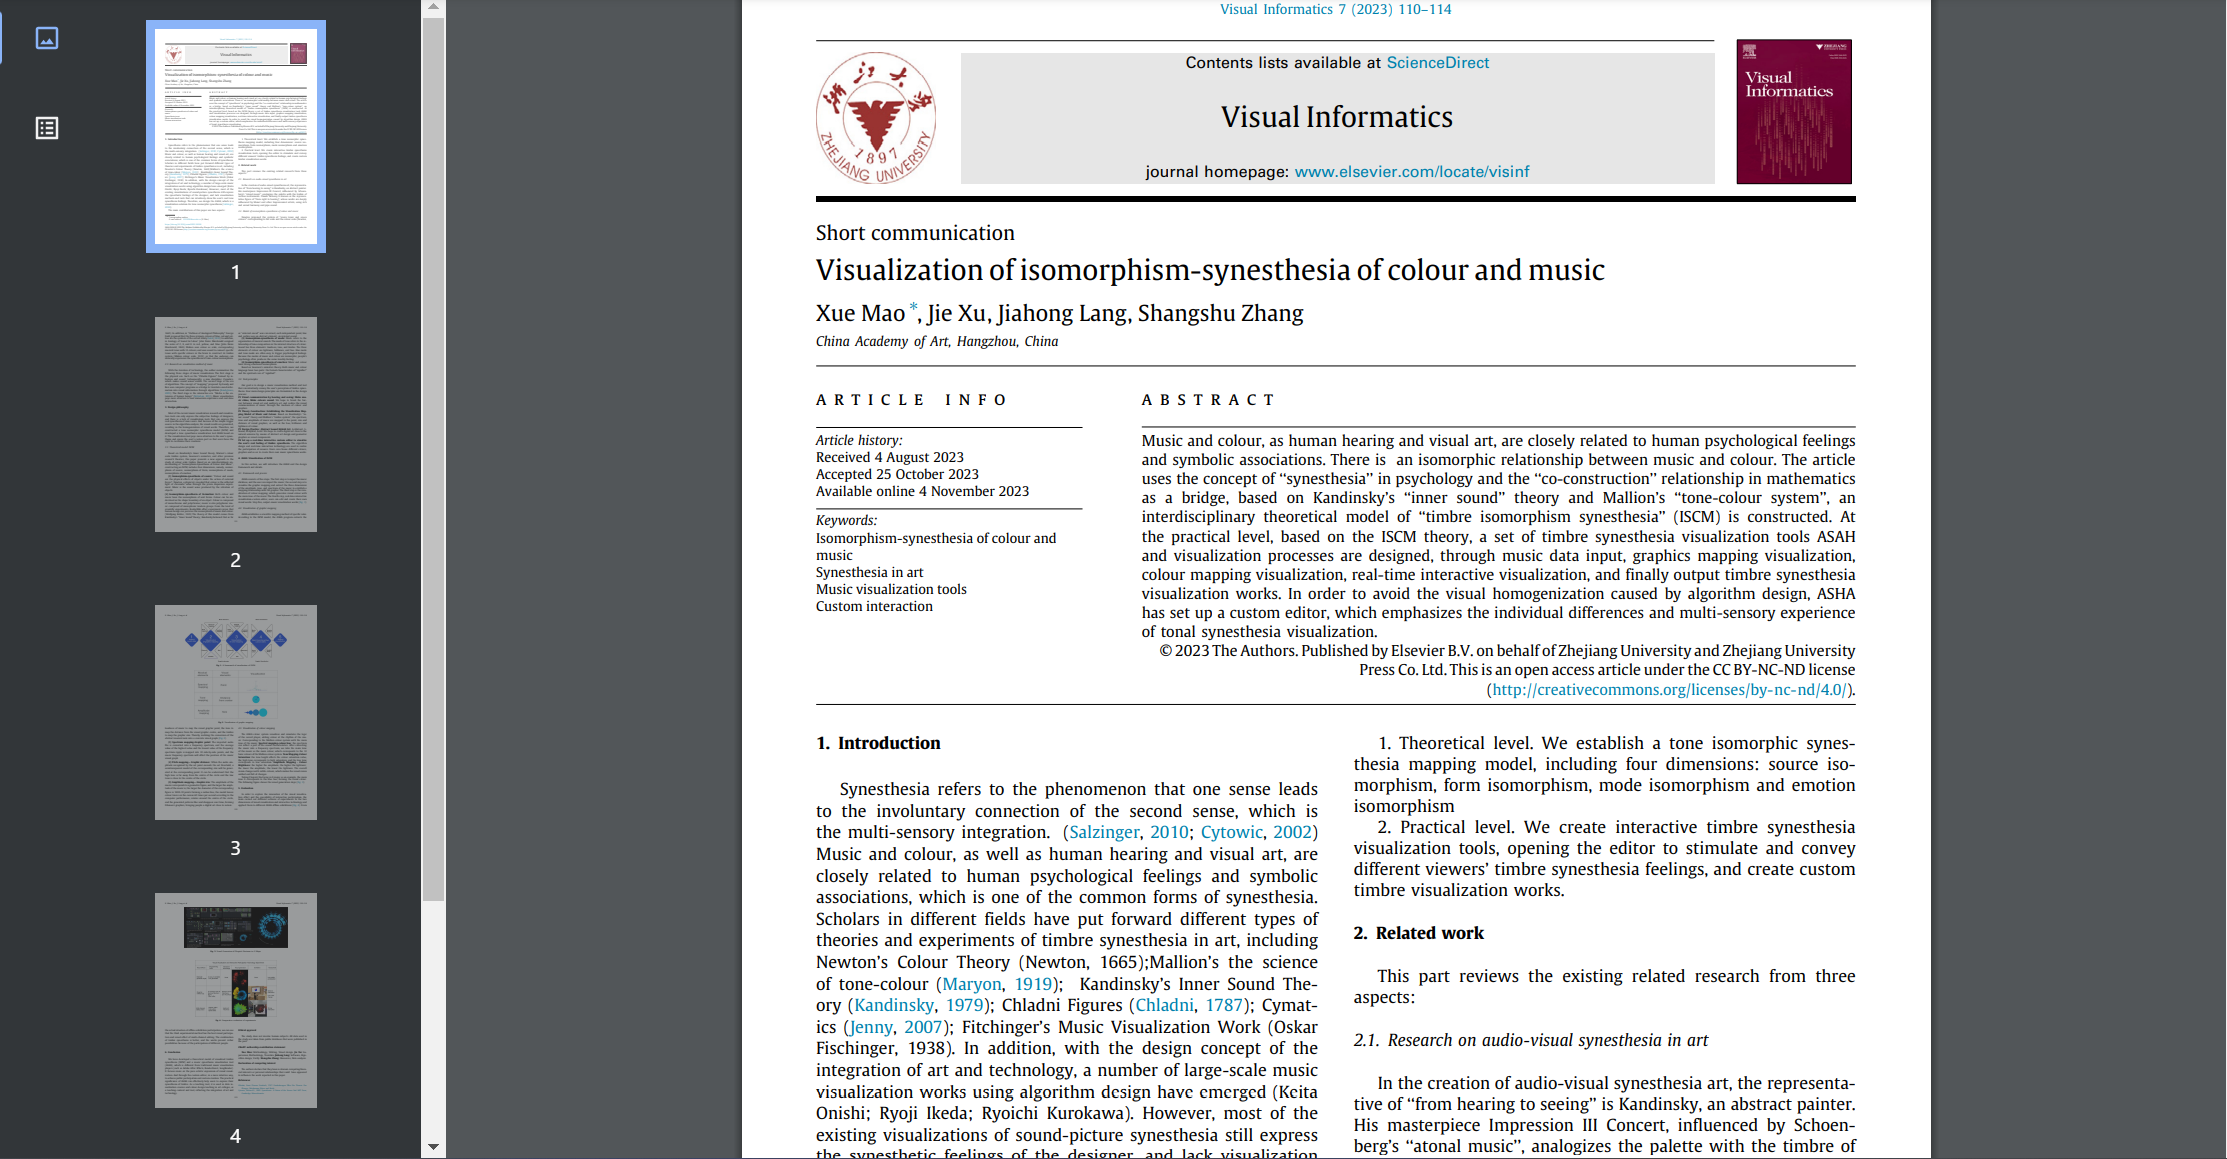 1
2
3
4
Visual Informatics 7 (2023) 110–114
ZHEJIANG UNIVERSITY
1897
Contents lists available at ScienceDirect
Visual Informatics
journal homepage: www.elsevier.com/locate/visinf
Visual
Informatics
Short communication
Visualization of isomorphism-synesthesia of colour and music
Xue Mao *, Jie Xu, Jiahong Lang, Shangshu Zhang
China Academy of Art, Hangzhou, China
ARTICLE INFO
Article history:
Received 4 August 2023
Accepted 25 October 2023
Available online 4 November 2023
Keywords:
Isomorphism-synesthesia of colour and
music
Synesthesia in art
Music visualization tools
Custom interaction
ABSTRACT
Music and colour, as human hearing and visual art, are closely related to human psychological feelings
and symbolic associations. There is an isomorphic relationship between music and colour. The article
uses the concept of “synesthesia” in psychology and the “co-construction” relationship in mathematics
as a bridge, based on Kandinsky’s “inner sound” theory and Mallion’s “tone-colour system”, an
interdisciplinary theoretical model of “timbre isomorphism synesthesia” (ISCM) is constructed. At
the practical level, based on the ISCM theory, a set of timbre synesthesia visualization tools ASAH
and visualization processes are designed, through music data input, graphics mapping visualization,
colour mapping visualization, real-time interactive visualization, and finally output timbre synesthesia
visualization works. In order to avoid the visual homogenization caused by algorithm design, ASHA
has set up a custom editor, which emphasizes the individual differences and multi-sensory experience
of tonal synesthesia visualization.
© 2023 The Authors. Published by Elsevier B.V. on behalf of Zhejiang University and Zhejiang University
Press Co. Ltd. This is an open access article under the CC BY-NC-ND license
(http://creativecommons.org/licenses/by-nc-nd/4.0/).
1. Introduction
Synesthesia refers to the phenomenon that one sense leads
to the involuntary connection of the second sense, which is
the multi-sensory integration. (Salzinger, 2010; Cytowic, 2002)
Music and colour, as well as human hearing and visual art, are
closely related to human psychological feelings and symbolic
associations, which is one of the common forms of synesthesia.
Scholars in different fields have put forward different types of
theories and experiments of timbre synesthesia in art, including
Newton’s Colour Theory (Newton, 1665);Mallion’s the science
of tone-colour (Maryon, 1919); Kandinsky’s Inner Sound The-
ory (Kandinsky, 1979); Chladni Figures (Chladni, 1787); Cymat-
ics (Jenny, 2007); Fitchinger’s Music Visualization Work (Oskar
Fischinger, 1938). In addition, with the design concept of the
integration of art and technology, a number of large-scale music
visualization works using algorithm design have emerged (Keita
Onishi; Ryoji Ikeda; Ryoichi Kurokawa). However, most of the
existing visualizations of sound-picture synesthesia still express
the synesthetic feelings of the designer, and lack visualization
1. Theoretical level. We establish a tone isomorphic synes-
thesia mapping model, including four dimensions: source iso-
morphism, form isomorphism, mode isomorphism and emotion
isomorphism
2. Practical level. We create interactive timbre synesthesia
visualization tools, opening the editor to stimulate and convey
different viewers’ timbre synesthesia feelings, and create custom
timbre visualization works.
2. Related work
This part reviews the existing related research from three
aspects:
2.1. Research on audio-visual synesthesia in art
In the creation of audio-visual synesthesia art, the representa-
tive of “from hearing to seeing” is Kandinsky, an abstract painter.
His masterpiece Impression III Concert, influenced by Schoen-
berg’s “atonal music”, analogizes the palette with the timbre of